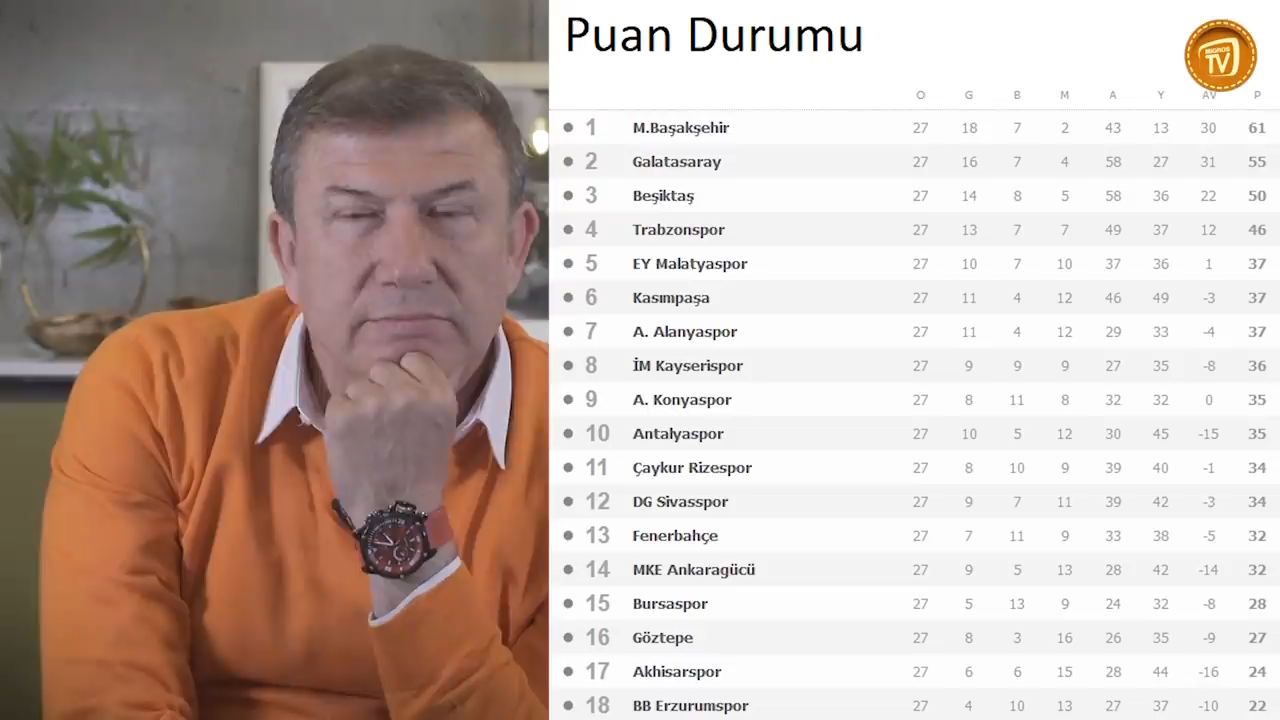 Puan Durumu
MIGROS
TV
O G B M A Y AV P
1 M.Başakşehir 27 18 7 2 43 13 30 61
2 Galatasaray 27 16 7 4 58 27 31 55
3 Beşiktaş 27 14 8 5 58 36 22 50
4 Trabzonspor 27 13 7 7 49 37 12 46
5 EY Malatyaspor 27 10 7 10 37 36 1 37
6 Kasımpaşa 27 11 4 12 46 49 -3 37
7 A. Alanyaspor 27 11 4 12 29 33 -4 37
8 İM Kayserispor 27 9 9 9 27 35 -8 36
9 A. Konyaspor 27 8 11 8 32 32 0 35
10 Antalyaspor 27 10 5 12 30 45 -15 35
11 Çaykur Rizespor 27 8 10 9 39 40 -1 34
12 DG Sivasspor 27 9 7 11 39 42 -3 34
13 Fenerbahçe 27 7 11 9 33 38 -5 32
14 MKE Ankaragücü 27 9 5 13 28 42 -14 32
15 Bursaspor 27 5 13 9 24 32 -8 28
16 Göztepe 27 8 3 16 26 35 -9 27
17 Akhisarspor 27 6 6 15 28 44 -16 24
18 BB Erzurumspor 27 4 10 13 27 37 -10 22